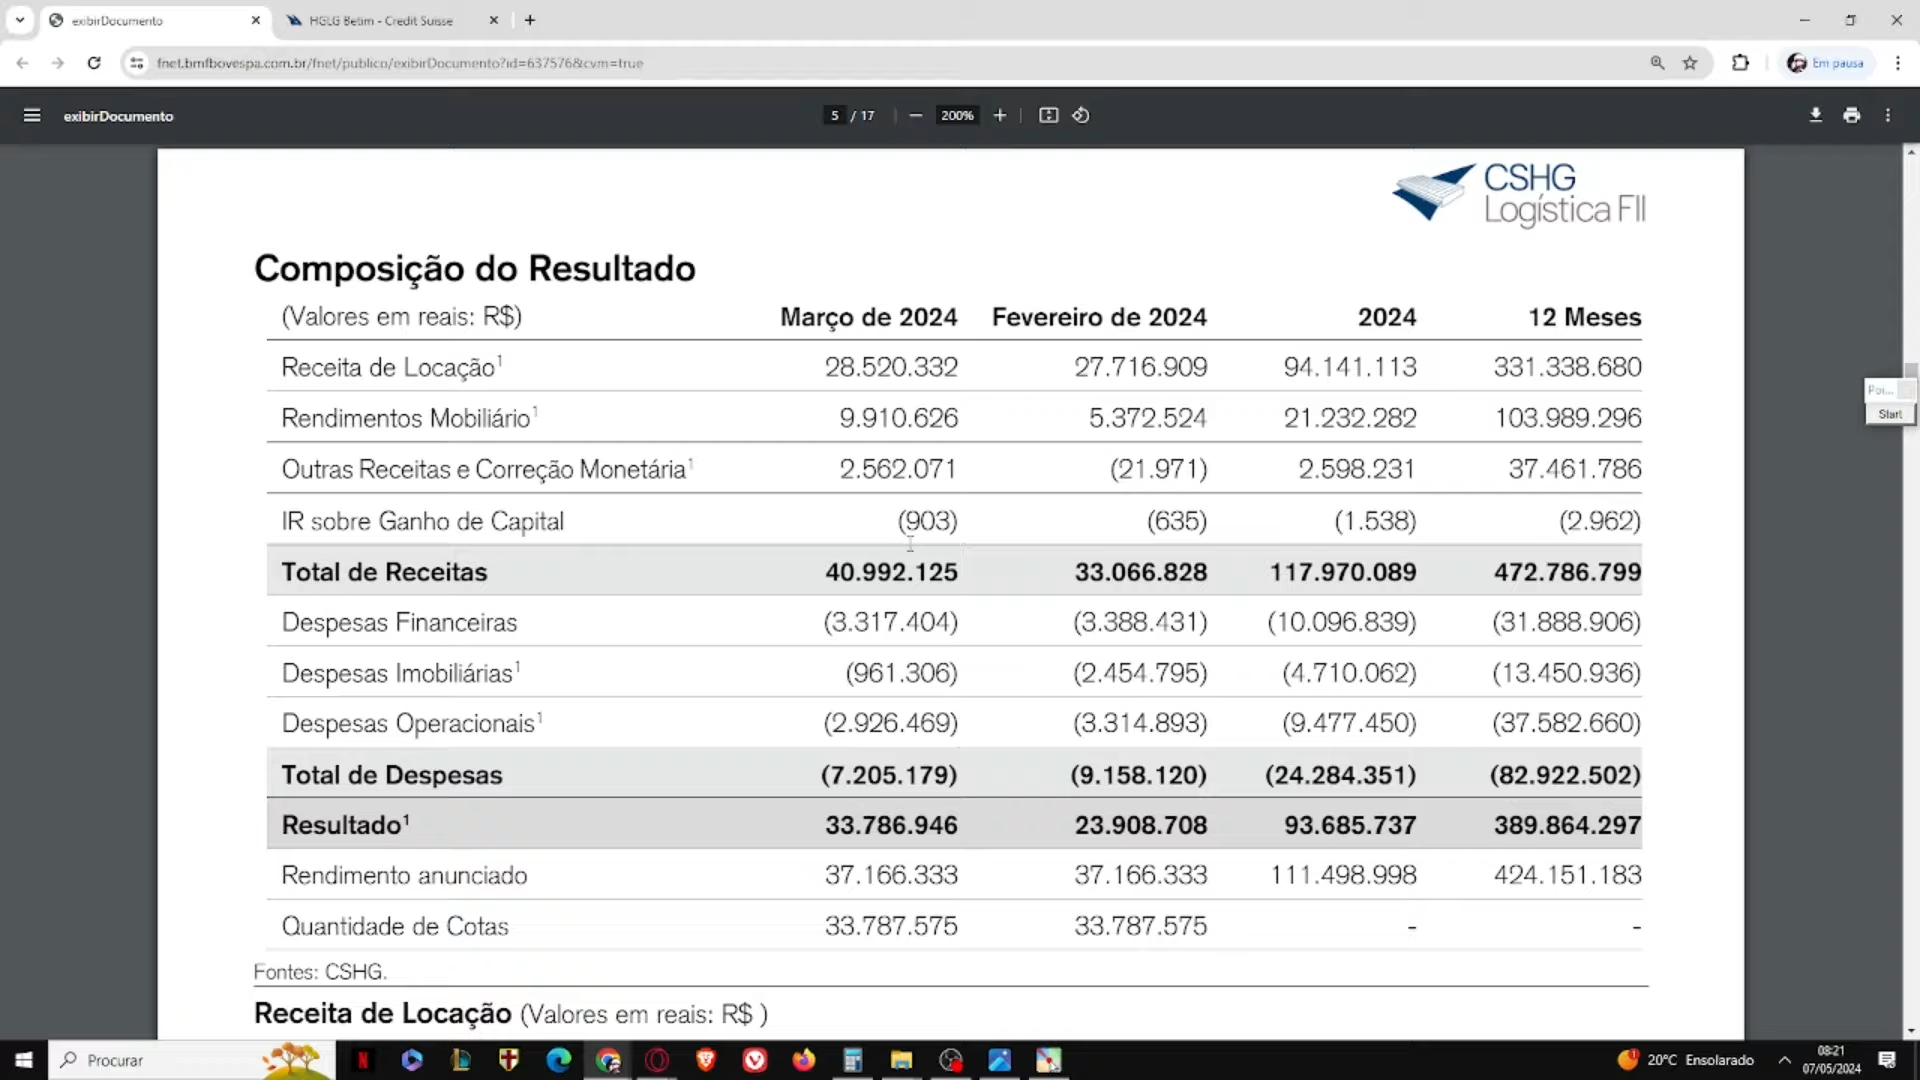 exibirDocumento
HGLG Betim - Credit Suisse
fnet.bmfbovespa.com.br/fnet/publico/exibirDocumento?id=637576&cvm=true
Em pausa
exibirDocumento
5 / 17
200%
CSHG
Logística FII
Composição do Resultado
(Valores em reais: R$) Março de 2024 Fevereiro de 2024 2024 12 Meses
Receita de Locação¹ 28.520.332 27.716.909 94.141.113 331.338.680
Rendimentos Mobiliário¹ 9.910.626 5.372.524 21.232.282 103.989.296
Outras Receitas e Correção Monetária¹ 2.562.071 (21.971) 2.598.231 37.461.786
IR sobre Ganho de Capital (903) (635) (1.538) (2.962)
Total de Receitas 40.992.125 33.066.828 117.970.089 472.786.799
Despesas Financeiras (3.317.404) (3.388.431) (10.096.839) (31.888.906)
Despesas Imobiliárias¹ (961.306) (2.454.795) (4.710.062) (13.450.936)
Despesas Operacionais¹ (2.926.469) (3.314.893) (9.477.450) (37.582.660)
Total de Despesas (7.205.179) (9.158.120) (24.284.351) (82.922.502)
Resultado¹ 33.786.946 23.908.708 93.685.737 389.864.297
Rendimento anunciado 37.166.333 37.166.333 111.498.998 424.151.183
Quantidade de Cotas 33.787.575 33.787.575 - -
Fontes: CSHG.
Receita de Locação (Valores em reais: R$ )
Poi...
Start
Procurar
20°C Ensolarado
08:21
07/05/2024